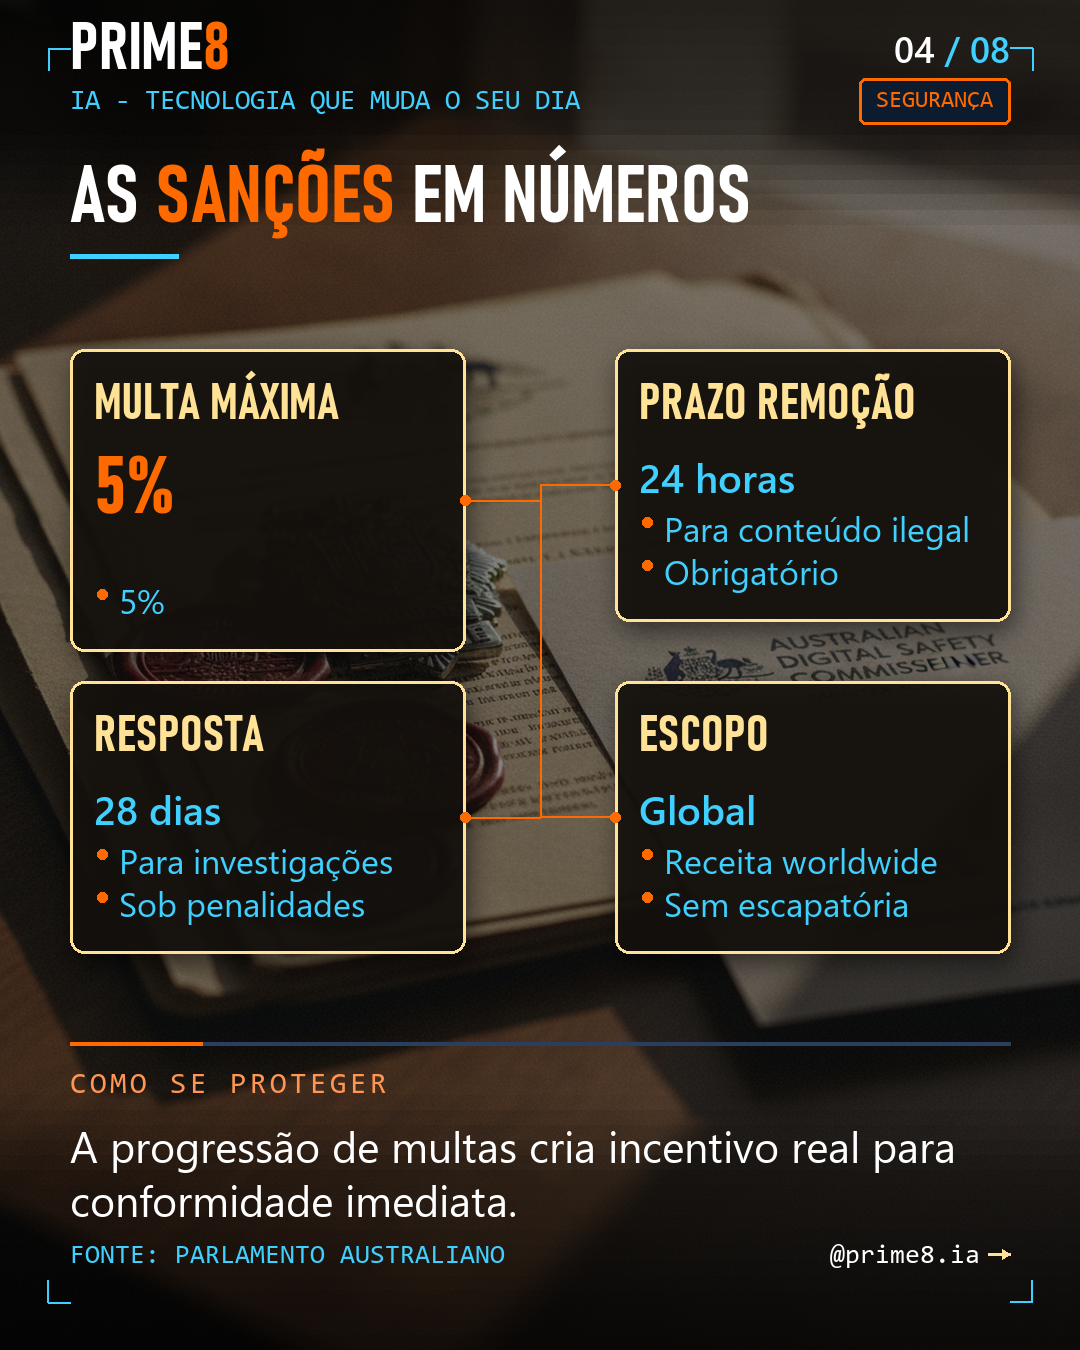 PRIME8
04 / 08
IA - TECNOLOGIA QUE MUDA O SEU DIA
SEGURANÇA
AS SANÇÕES EM NÚMEROS
MULTA MÁXIMA
5%
• 5%
PRAZO REMOÇÃO
24 horas
• Para conteúdo ilegal
• Obrigatório
AUSTRALIAN
DIGITAL SAFETY
RESPOSTA
28 dias
• Para investigações
• Sob penalidades
ESCOPO
Global
• Receita worldwide
• Sem escapatória
COMO SE PROTEGER
A progressão de multas cria incentivo real para
conformidade imediata.
FONTE: PARLAMENTO AUSTRALIANO
@prime8.ia